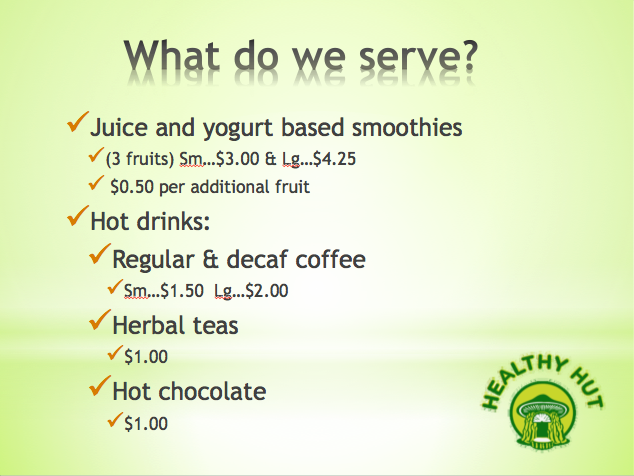 What do we serve?
Juice and yogurt based smoothies
(3 fruits) Sm...$3.00 & Lg...$4.25
$0.50 per additional fruit
Hot drinks:
Regular & decaf coffee
Sm...$1.50 Lg...$2.00
Herbal teas
$1.00
Hot chocolate
$1.00
HEALTHY HUT